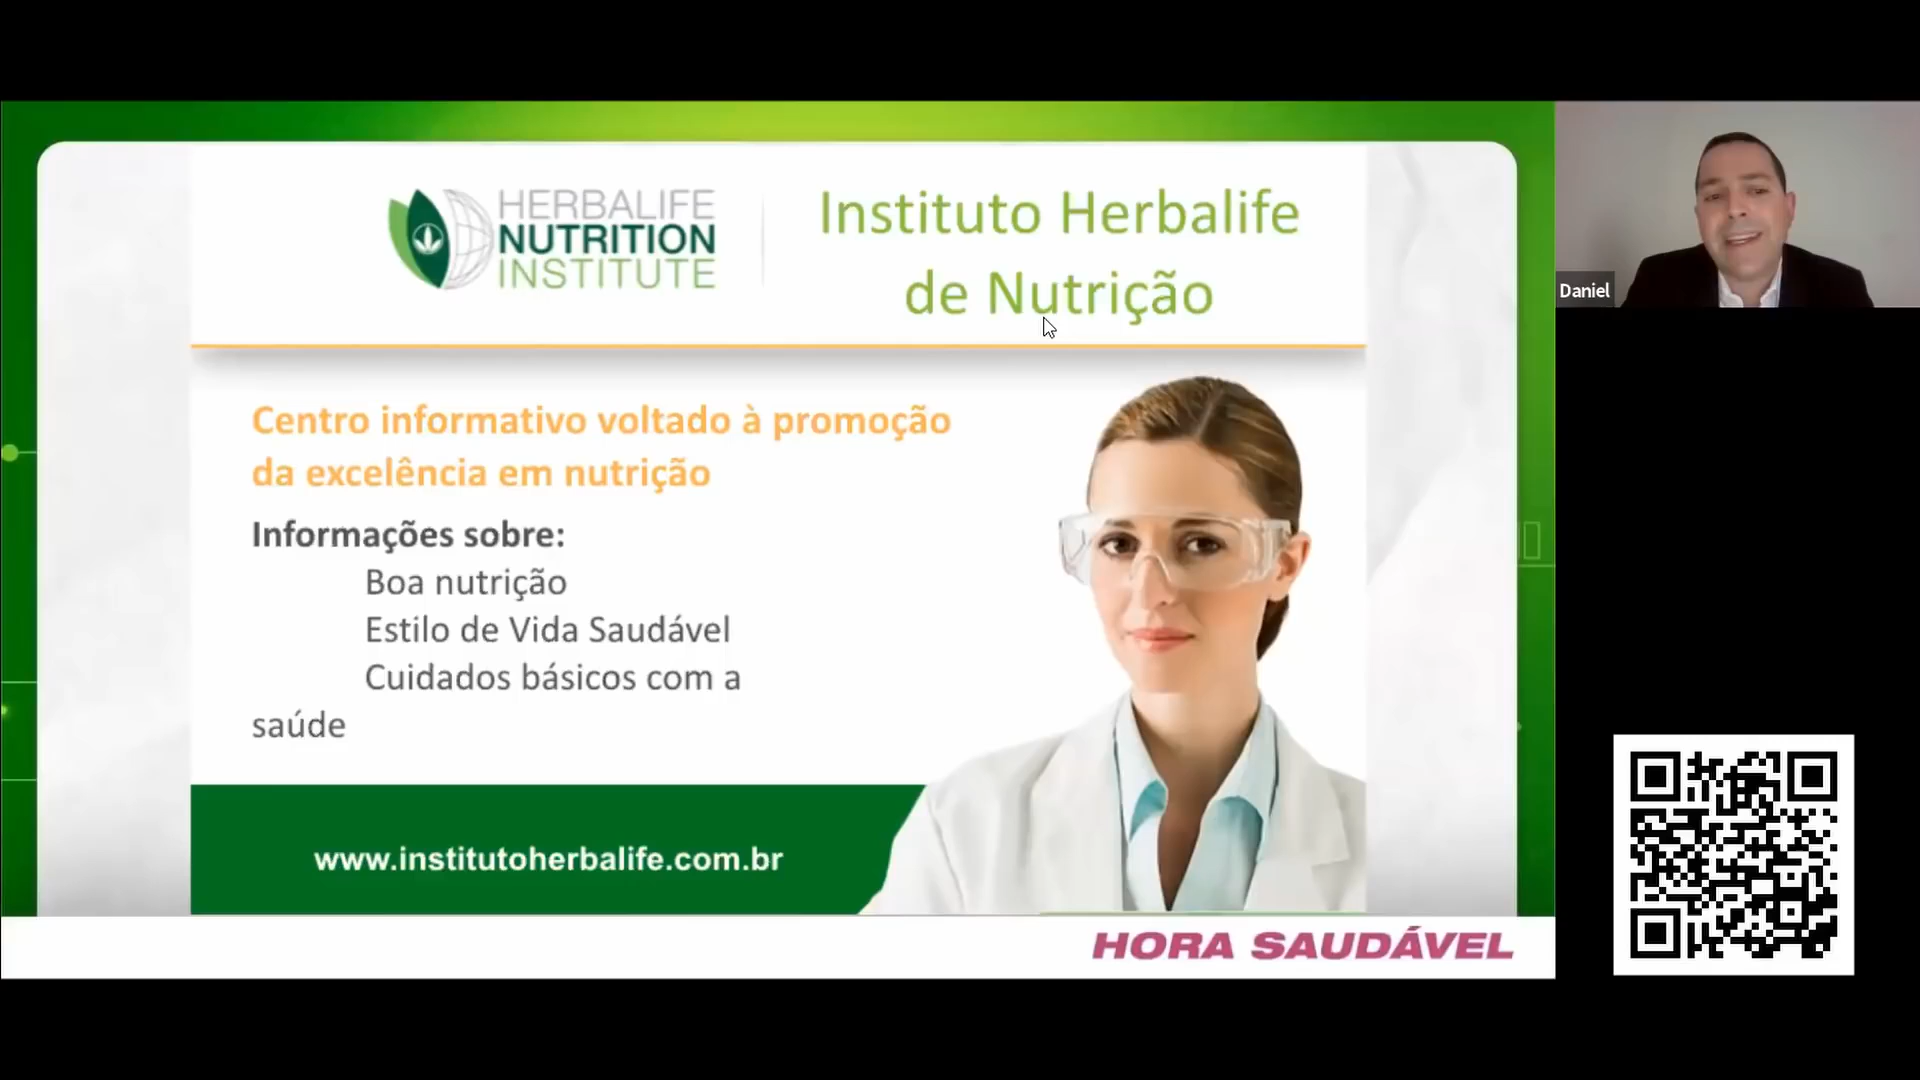 HERBALIFE
NUTRITION
INSTITUTE
Instituto Herbalife
de Nutrição
Centro informativo voltado à promoção
da excelência em nutrição
Informações sobre:
Boa nutrição
Estilo de Vida Saudável
Cuidados básicos com a
saúde
www.institutoherbalife.com.br
HORA SAUDÁVEL
Daniel